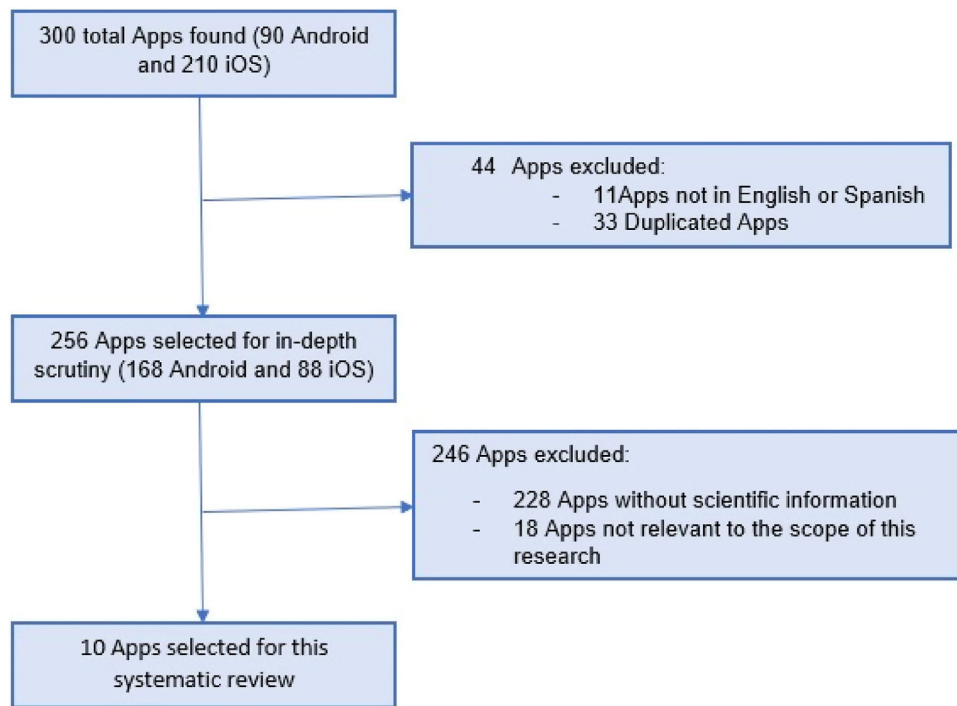 300 total Apps found (90 Android
and 210 iOS)
44 Apps excluded:
- 11Apps not in English or Spanish
- 33 Duplicated Apps
256 Apps selected for in-depth
scrutiny (168 Android and 88 iOS)
246 Apps excluded:
- 228 Apps without scientific information
- 18 Apps not relevant to the scope of this
research
10 Apps selected for this
systematic review